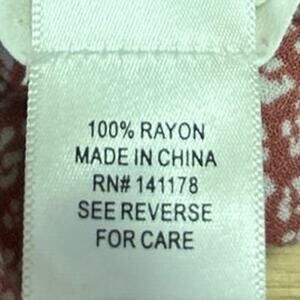 100% RAYON
MADE IN CHINA
RN# 141178
SEE REVERSE
FOR CARE